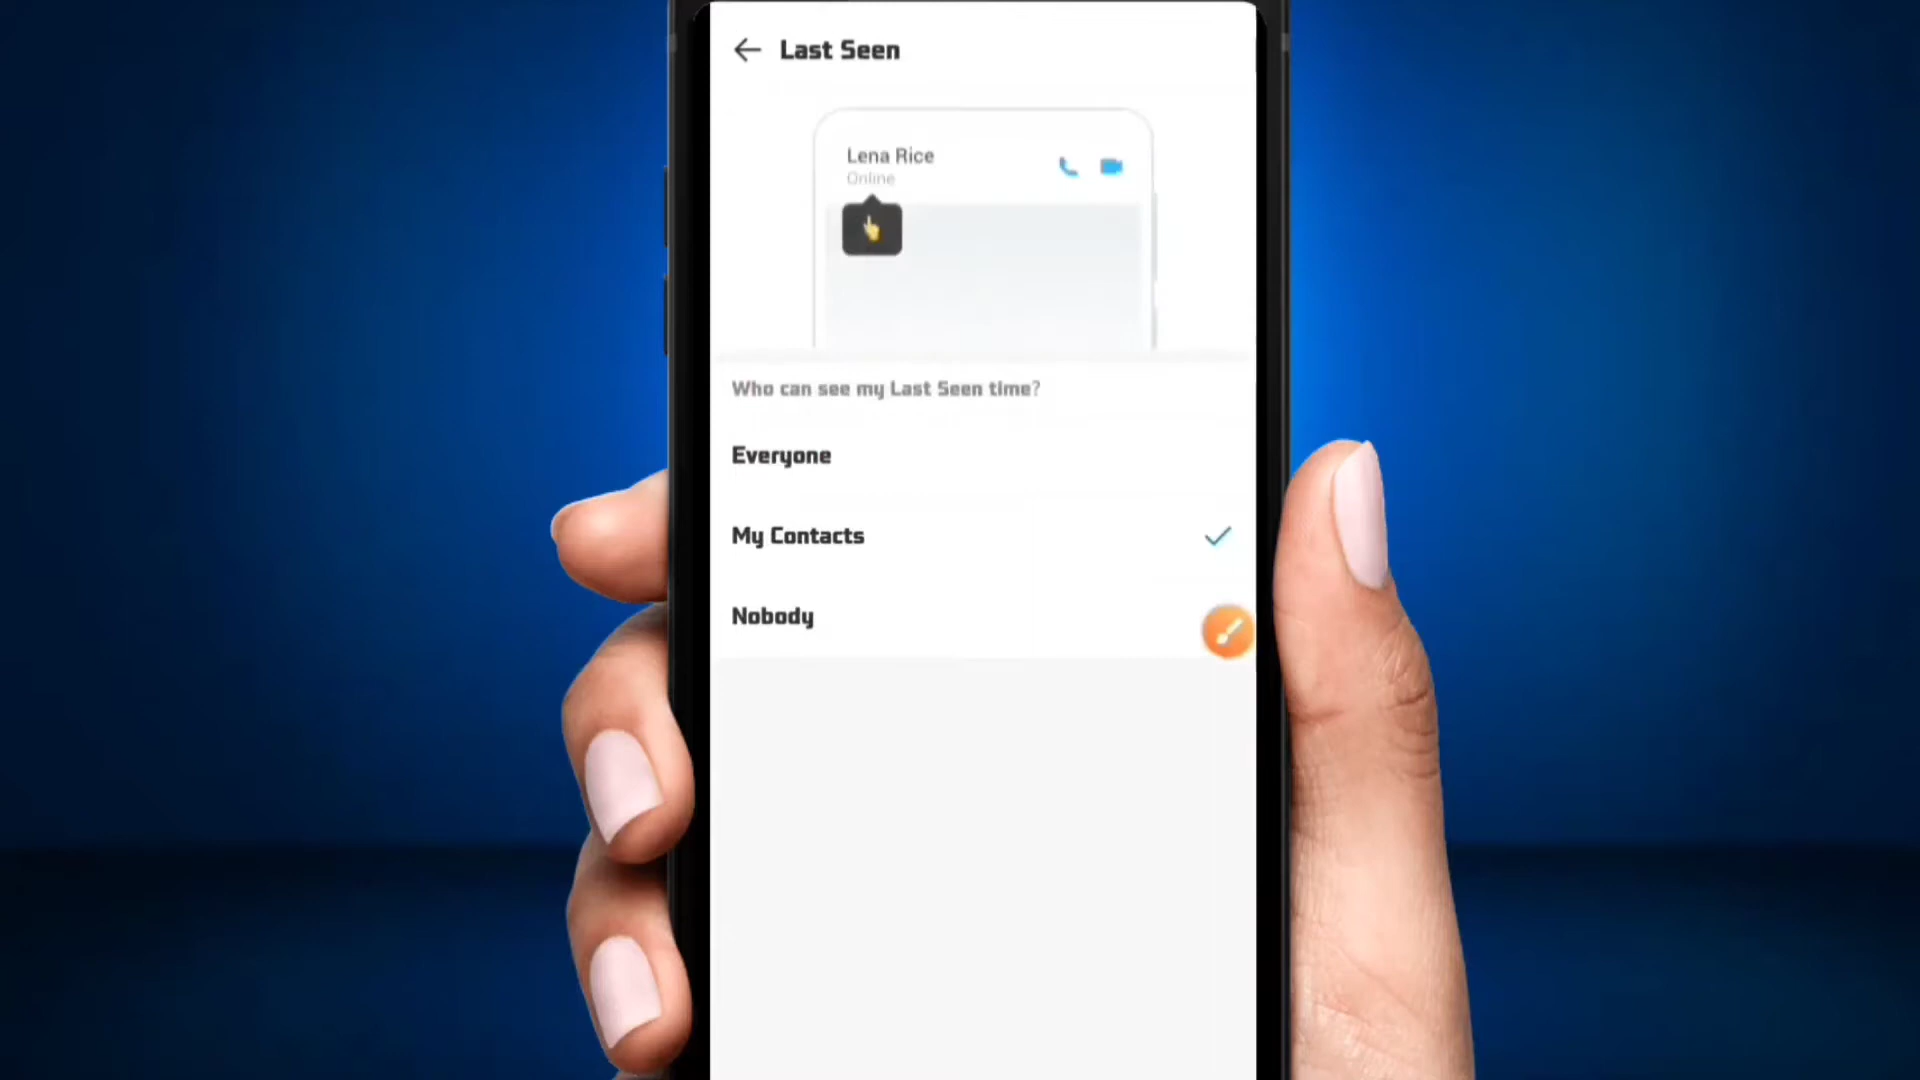 Last Seen
Lena Rice
Online
Who can see my Last Seen time?
Everyone
My Contacts
Nobody